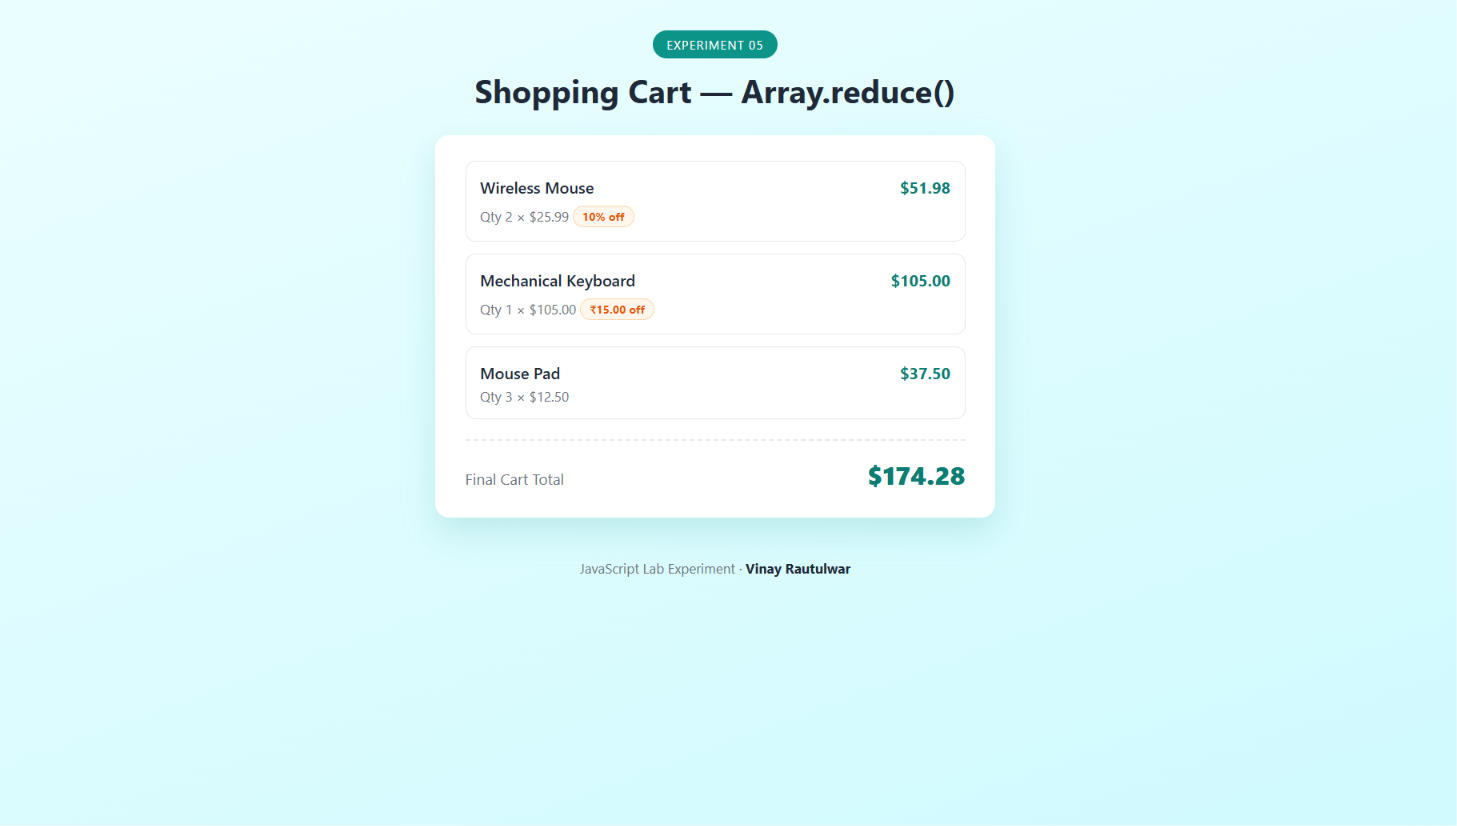 EXPERIMENT 05
Shopping Cart — Array.reduce()
Wireless Mouse $51.98
Qty 2 × $25.99 10% off
Mechanical Keyboard $105.00
Qty 1 × $105.00 ₹15.00 off
Mouse Pad $37.50
Qty 3 × $12.50
Final Cart Total $174.28
JavaScript Lab Experiment · Vinay Rautulwar